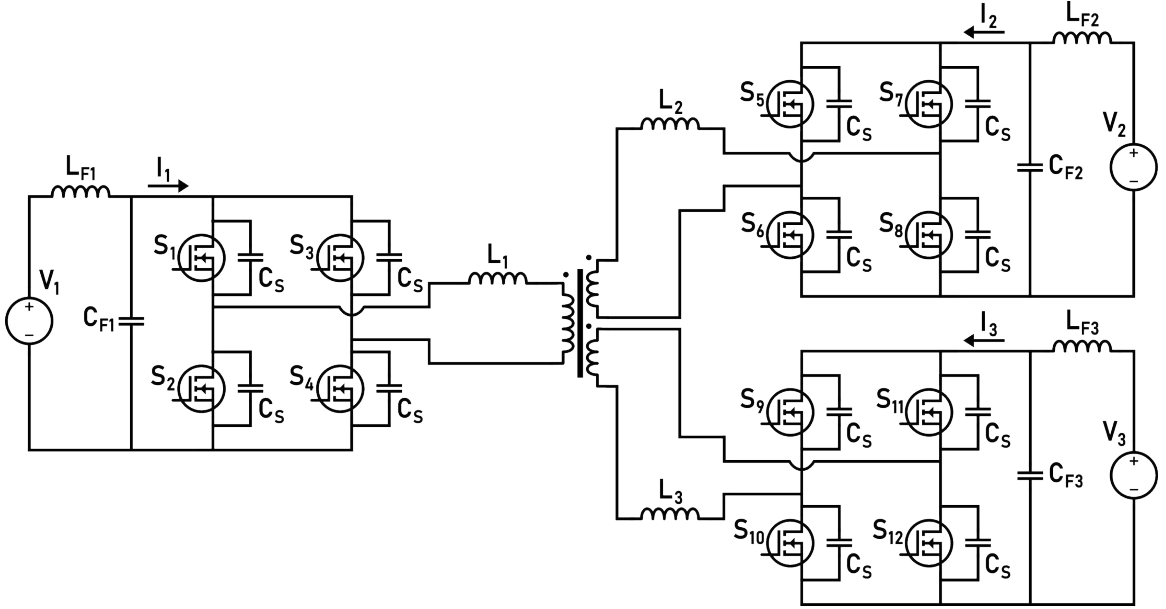 I2
LF2
S5
CS
S7
CS
L2
V2
+
−
CF2
LF1
I1
S6
CS
S8
CS
S1
CS
S3
CS
L1
V1
+
−
CF1
I3
LF3
S2
CS
S4
CS
S9
CS
S11
CS
V3
+
−
CF3
L3
S10
CS
S12
CS